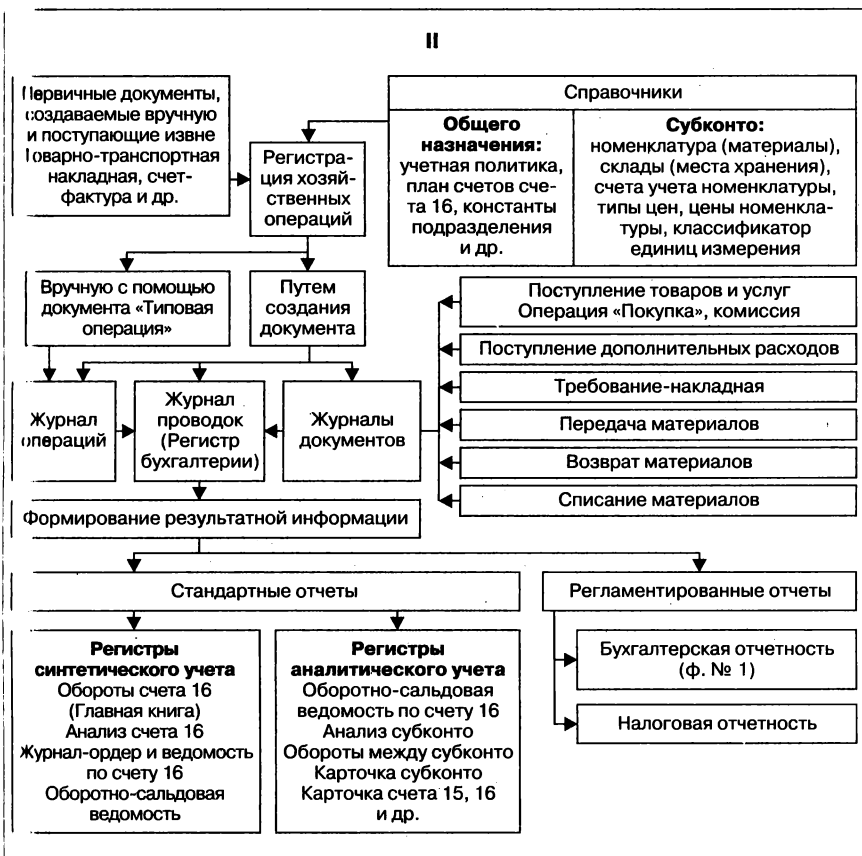 II
Первичные документы,
создаваемые вручную
и поступающие извне
Товарно-транспортная
накладная, счет-
фактура и др.
Регистра-
ция хозяй-
ственных
операций
Справочники
Общего
назначения:
учетная политика,
план счетов сче-
та 16, константы
подразделения
и др.
Субконто:
номенклатура (материалы),
склады (места хранения),
счета учета номенклатуры,
типы цен, цены номенкла-
туры, классификатор
единиц измерения
Вручную с помощью
документа «Типовая
операция»
Путем
создания
документа
Журнал
операций
Журнал
проводок
(Регистр
бухгалтерии)
Журналы
документов
Поступление товаров и услуг
Операция «Покупка», комиссия
Поступление дополнительных расходов
Требование-накладная
Передача материалов
Возврат материалов
Списание материалов
Формирование результатной информации
Стандартные отчеты
Регламентированные отчеты
Регистры
синтетического учета
Обороты счета 16
(Главная книга)
Анализ счета 16
Журнал-ордер и ведомость
по счету 16
Оборотно-сальдовая
ведомость
Регистры
аналитического учета
Оборотно-сальдовая
ведомость по счету 16
Анализ субконто
Обороты между субконто
Карточка субконто
Карточка счета 15, 16
и др.
Бухгалтерская отчетность
(ф. № 1)
Налоговая отчетность